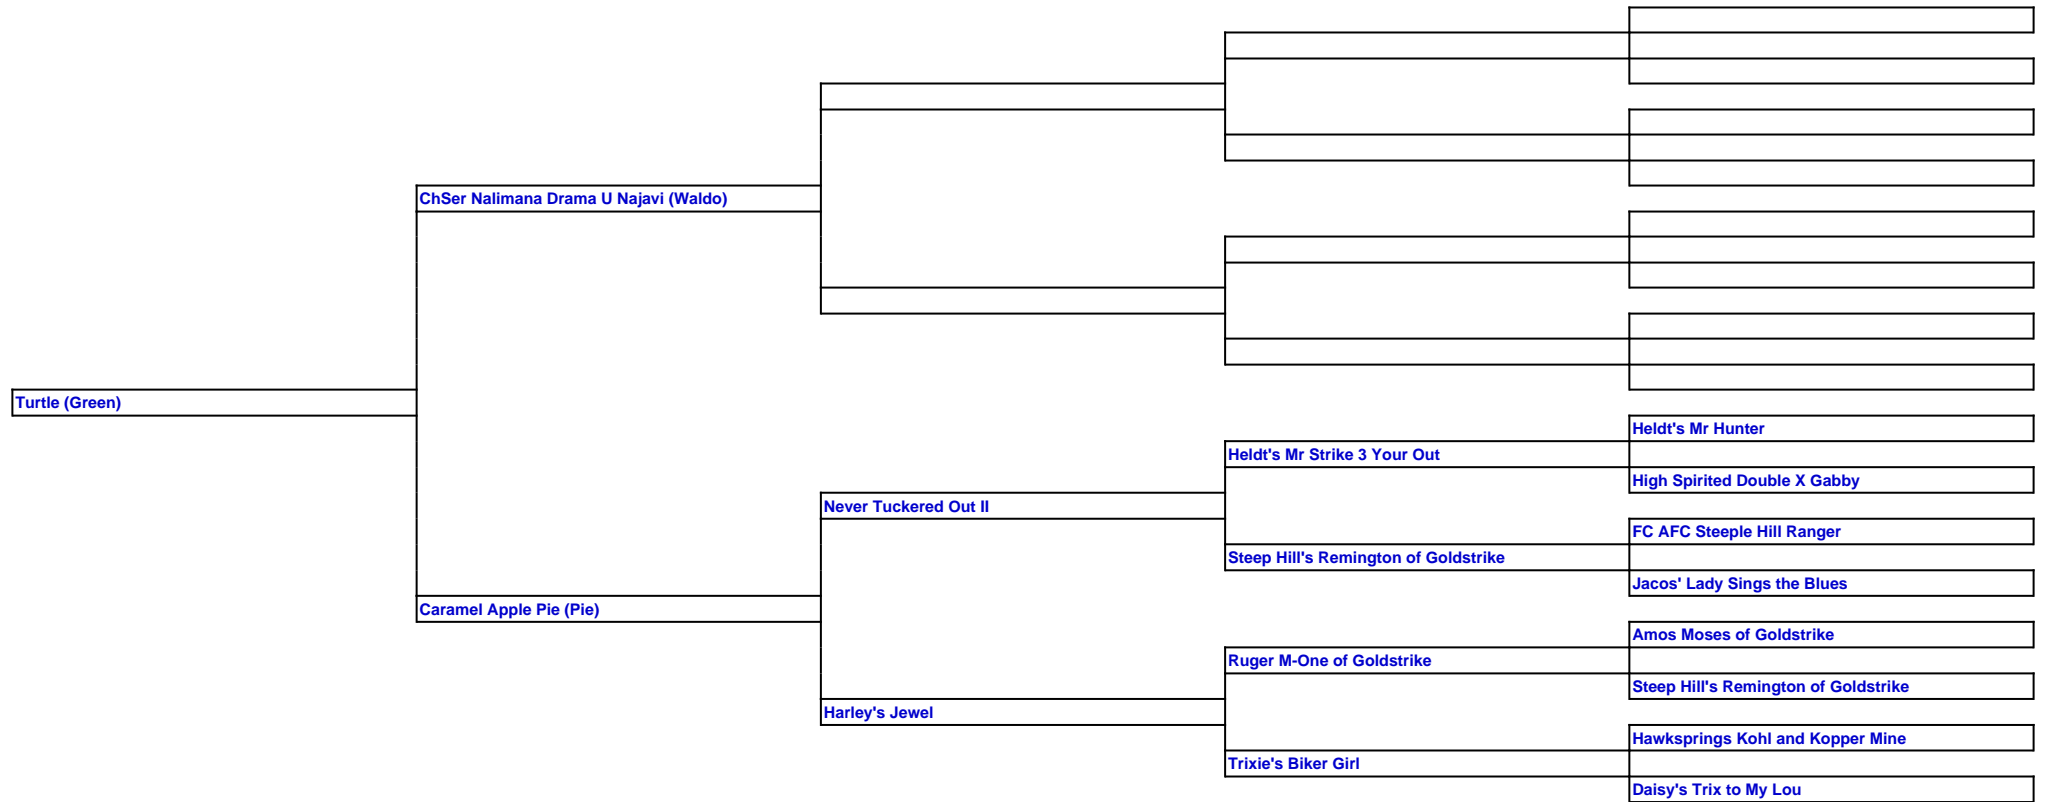 ChSer Nalimana Drama U Najavi (Waldo)
Turtle (Green)
Heldt's Mr Hunter
Heldt's Mr Strike 3 Your Out
High Spirited Double X Gabby
Never Tuckered Out II
FC AFC Steeple Hill Ranger
Steep Hill's Remington of Goldstrike
Jacos' Lady Sings the Blues
Caramel Apple Pie (Pie)
Amos Moses of Goldstrike
Ruger M-One of Goldstrike
Steep Hill's Remington of Goldstrike
Harley's Jewel
Hawksprings Kohl and Kopper Mine
Trixie's Biker Girl
Daisy's Trix to My Lou